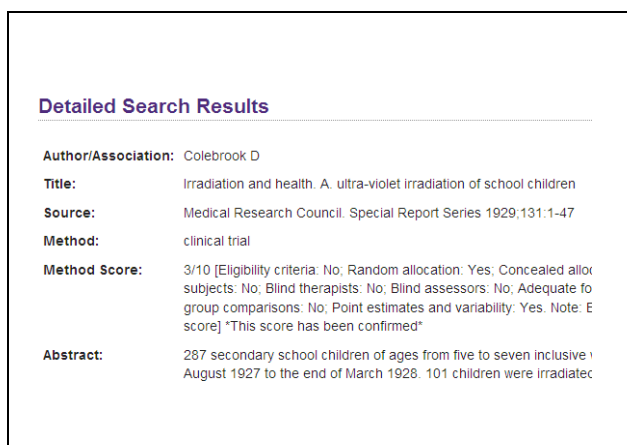 Detailed Search Results
Author/Association: Colebrook D
Title: Irradiation and health. A. ultra-violet irradiation of school children
Source: Medical Research Council. Special Report Series 1929;131:1-47
Method: clinical trial
Method Score: 3/10 [Eligibility criteria: No; Random allocation: Yes; Concealed
subjects: No; Blind therapists: No; Blind assessors: No; Adequate
group comparisons: No; Point estimates and variability: Yes. Note:
score] *This score has been confirmed*
Abstract: 287 secondary school children of ages from five to seven inclusive
August 1927 to the end of March 1928. 101 children were irradiated